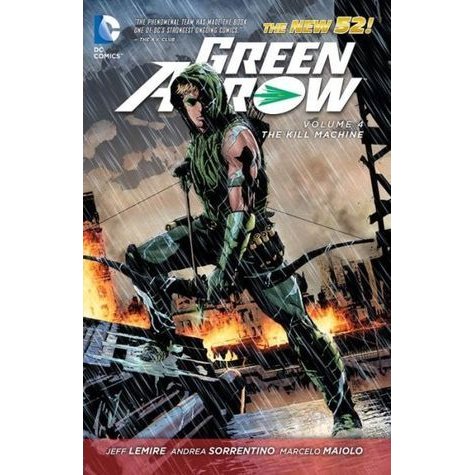 "THE PHENOMENAL TEAM HAS MADE THE BOOK
ONE OF DC'S STRONGEST ONGOING COMICS."
—THE A.V. CLUB
THE NEW 52!
DC COMICS™
GREEN
ARROW
VOLUME 4
THE KILL MACHINE
JEFF LEMIRE ANDREA SORRENTINO MARCELO MAIOLO